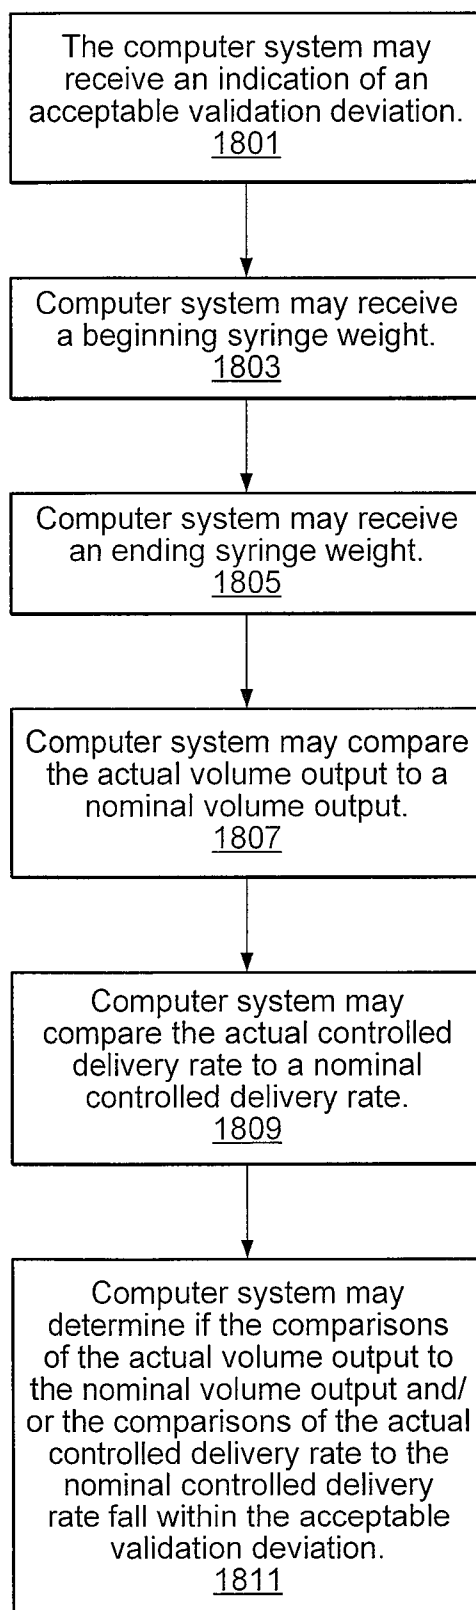 The computer system may
receive an indication of an
acceptable validation deviation.
1801
Computer system may receive
a beginning syringe weight.
1803
Computer system may receive
an ending syringe weight.
1805
Computer system may compare
the actual volume output to a
nominal volume output.
1807
Computer system may
compare the actual controlled
delivery rate to a nominal
controlled delivery rate.
1809
Computer system may
determine if the comparisons
of the actual volume output to
the nominal volume output and/
or the comparisons of the actual
controlled delivery rate to the
nominal controlled delivery
rate fall within the acceptable
validation deviation.
1811